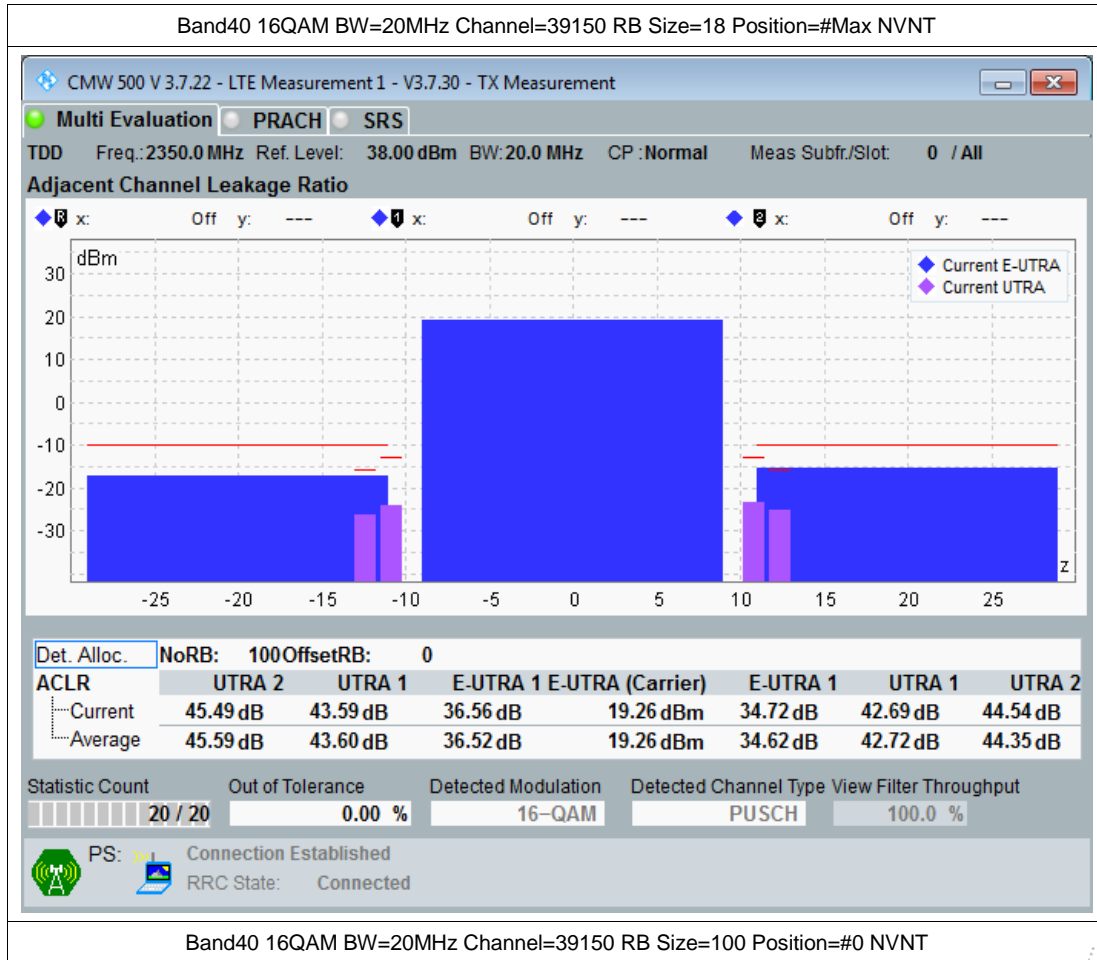 Band40 16QAM BW=20MHz Channel=39150 RB Size=18 Position=#Max NVNT
CMW 500 V 3.7.22 - LTE Measurement 1 - V3.7.30 - TX Measurement
Multi Evaluation PRACH SRS
TDD Freq.:2350.0 MHz Ref. Level: 38.00 dBm BW:20.0 MHz CP :Normal Meas Subfr./Slot: 0 / All
Adjacent Channel Leakage Ratio
R x: Off y: --- 1 x: Off y: --- 2 x: Off y: ---
dBm
Current E-UTRA
Current UTRA
30
20
10
0
-10
-20
-30
z
-25 -20 -15 -10 -5 0 5 10 15 20 25
Det. Alloc. NoRB: 100 OffsetRB: 0
ACLR UTRA 2 UTRA 1 E-UTRA 1 E-UTRA (Carrier) E-UTRA 1 UTRA 1 UTRA 2
Current 45.49 dB 43.59 dB 36.56 dB 19.26 dBm 34.72 dB 42.69 dB 44.54 dB
Average 45.59 dB 43.60 dB 36.52 dB 19.26 dBm 34.62 dB 42.72 dB 44.35 dB
Statistic Count Out of Tolerance Detected Modulation Detected Channel Type View Filter Throughput
20 / 20 0.00 % 16-QAM PUSCH 100.0 %
PS: Connection Established
RRC State: Connected
Band40 16QAM BW=20MHz Channel=39150 RB Size=100 Position=#0 NVNT